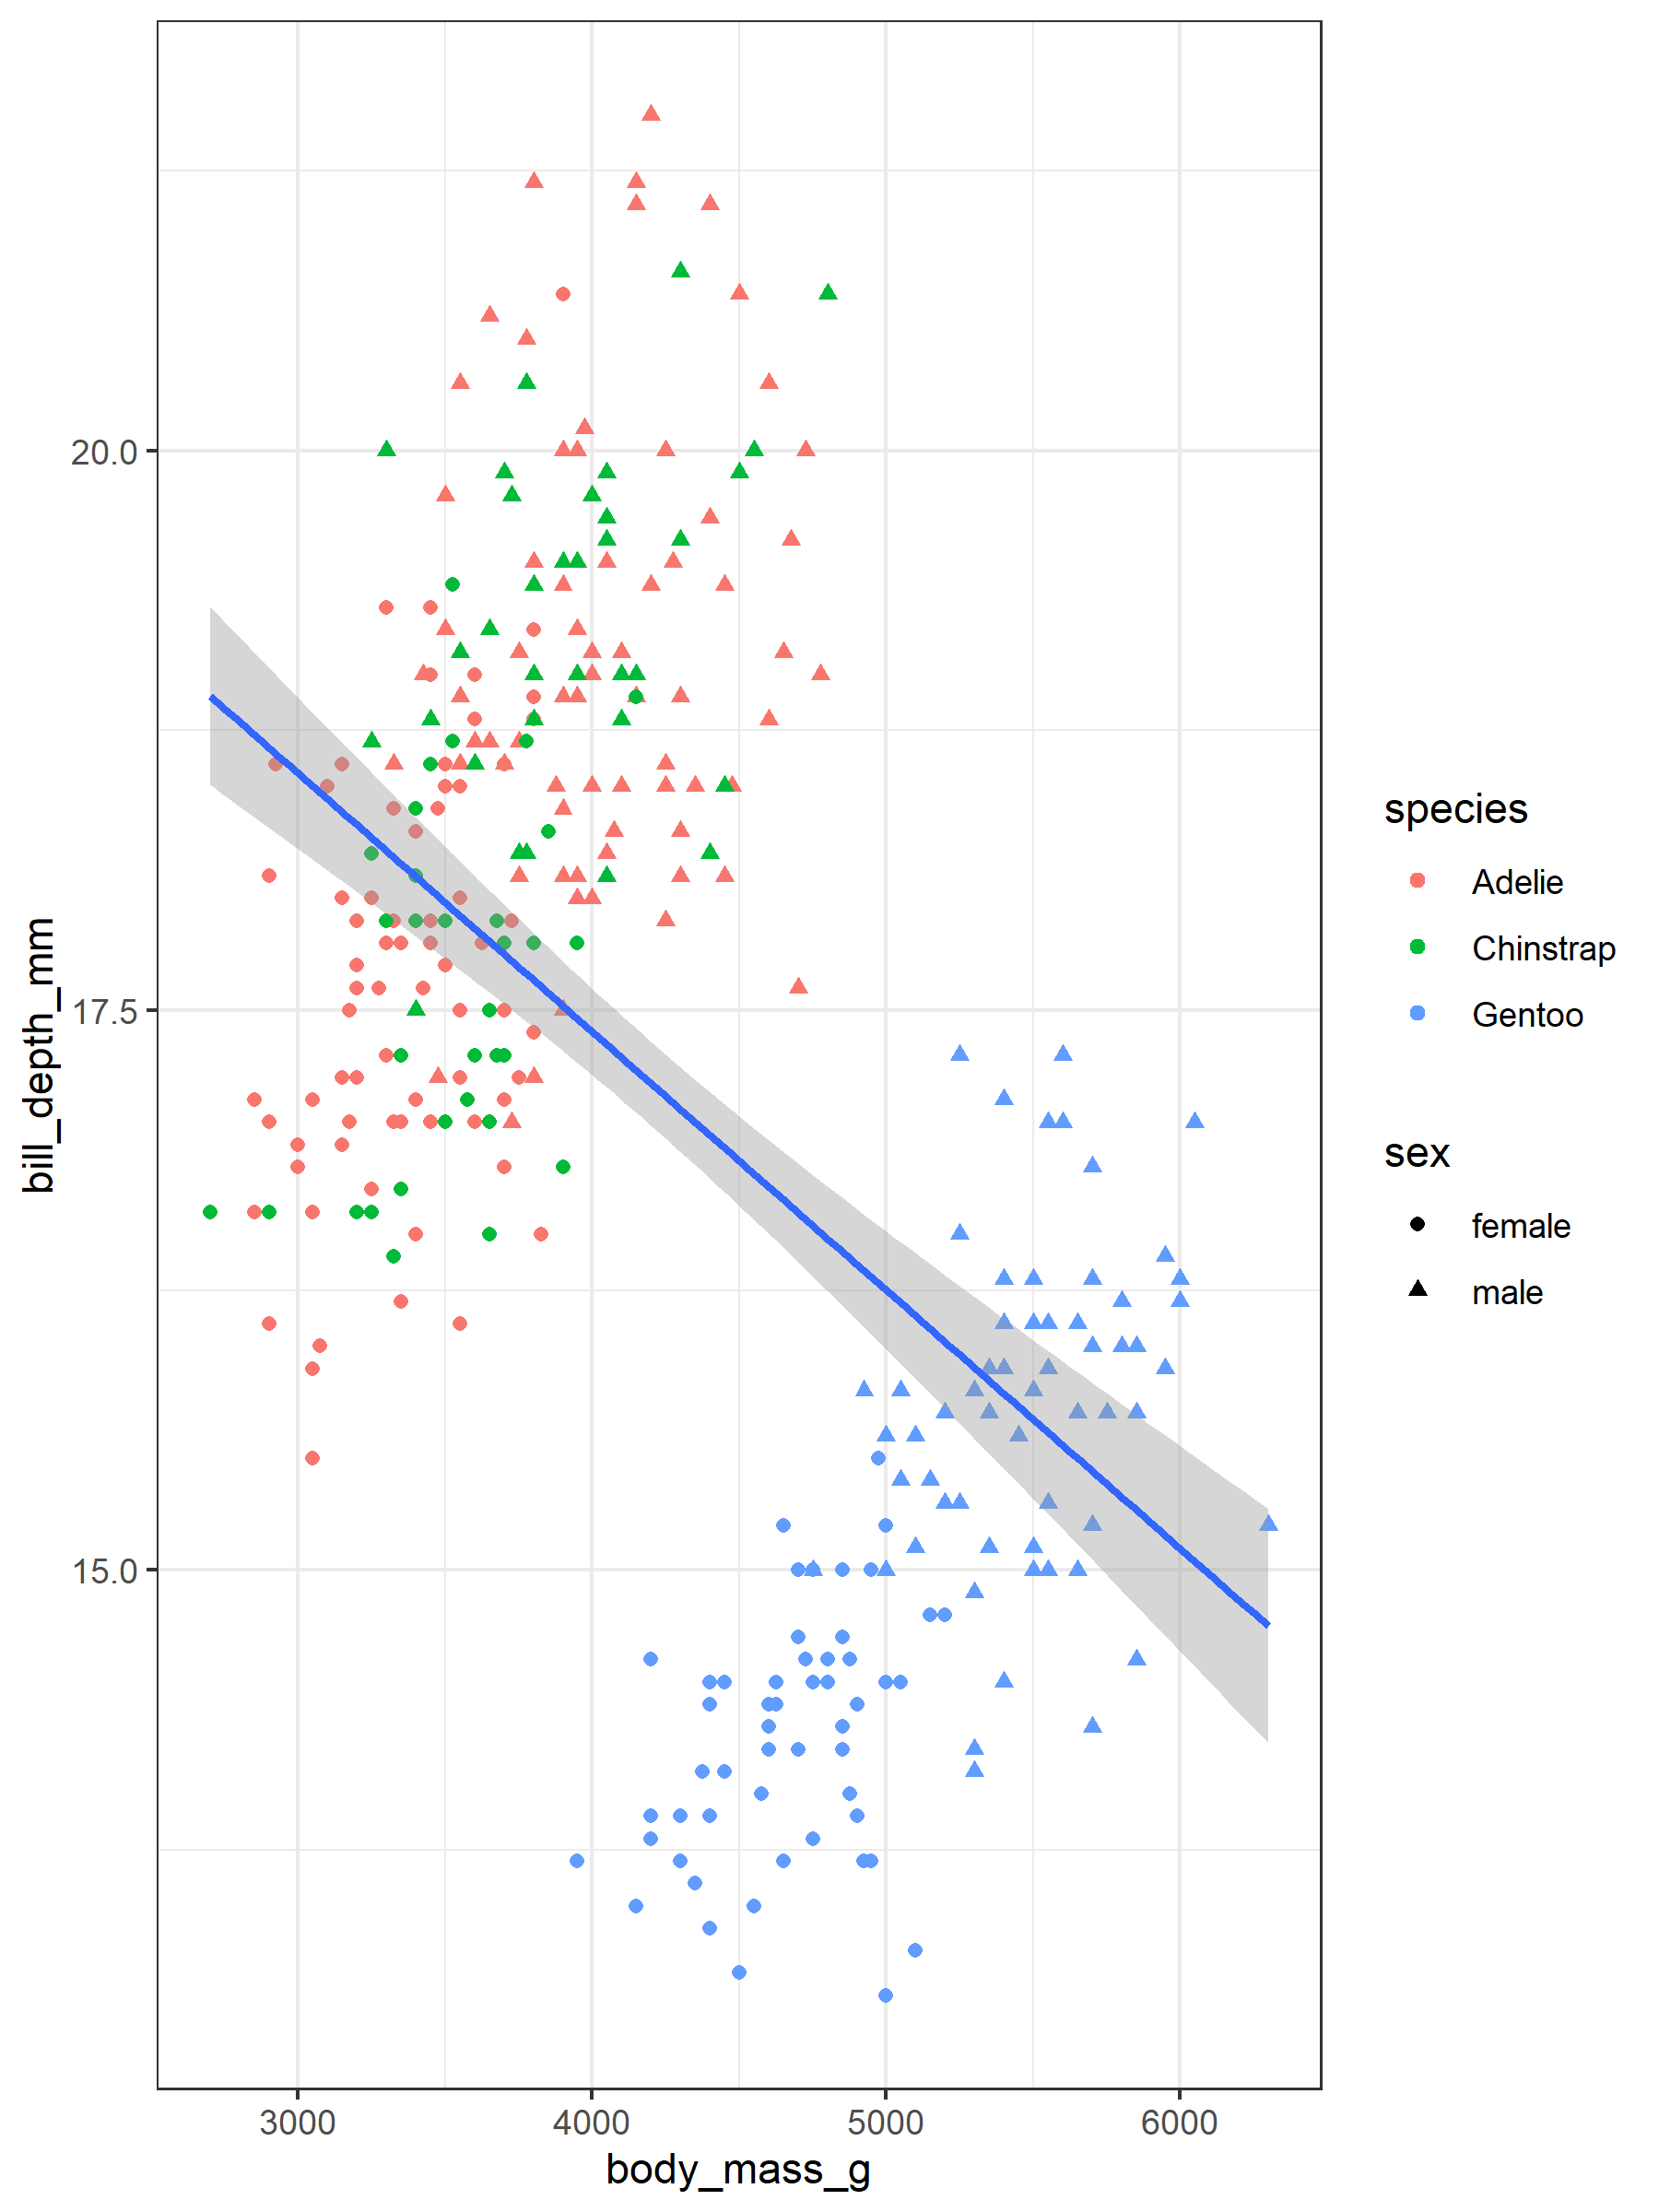 bill_depth_mm
20.0
17.5
15.0
3000 4000 5000 6000
body_mass_g
species
Adelie
Chinstrap
Gentoo
sex
female
male